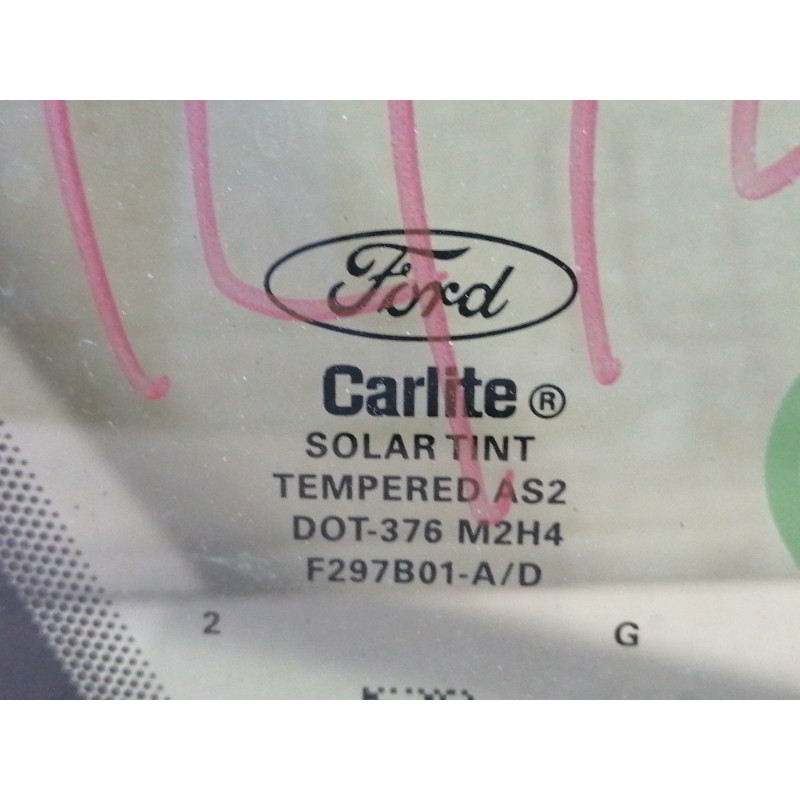 Ford
Carlite®
SOLAR TINT
TEMPERED AS2
DOT-376 M2H4
F297B01-A/D
2 G